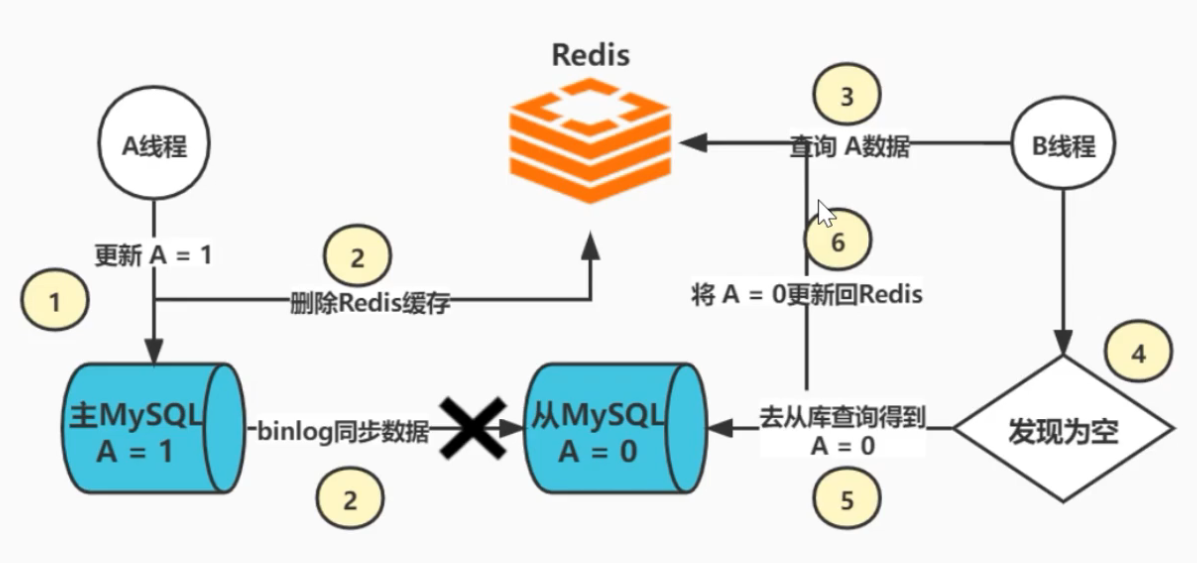 Redis
3
A线程
查询 A数据
B线程
更新 A = 1
2
6
1
删除Redis缓存
将 A = 0更新回Redis
4
主MySQL
A = 1
binlog同步数据
从MySQL
A = 0
去从库查询得到
A = 0
发现为空
2
5